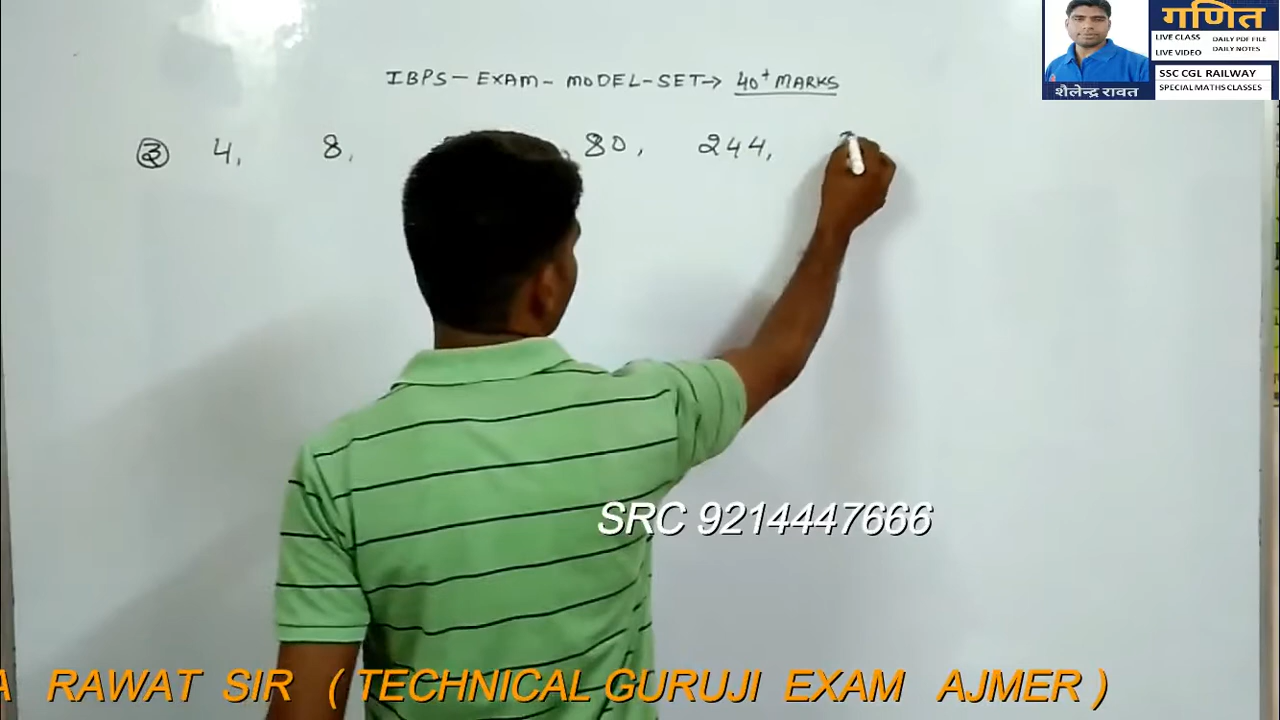 गणित
LIVE CLASS DAILY PDF FILE
LIVE VIDEO DAILY NOTES
SSC CGL RAILWAY
SPECIAL MATHS CLASSES
शैलेन्द्र रावत
IBPS - EXAM - MODEL - SET → 40+ MARKS
③ 4, 8, 80, 244,
SRC 9214447666
A RAWAT SIR ( TECHNICAL GURUJI EXAM AJMER )